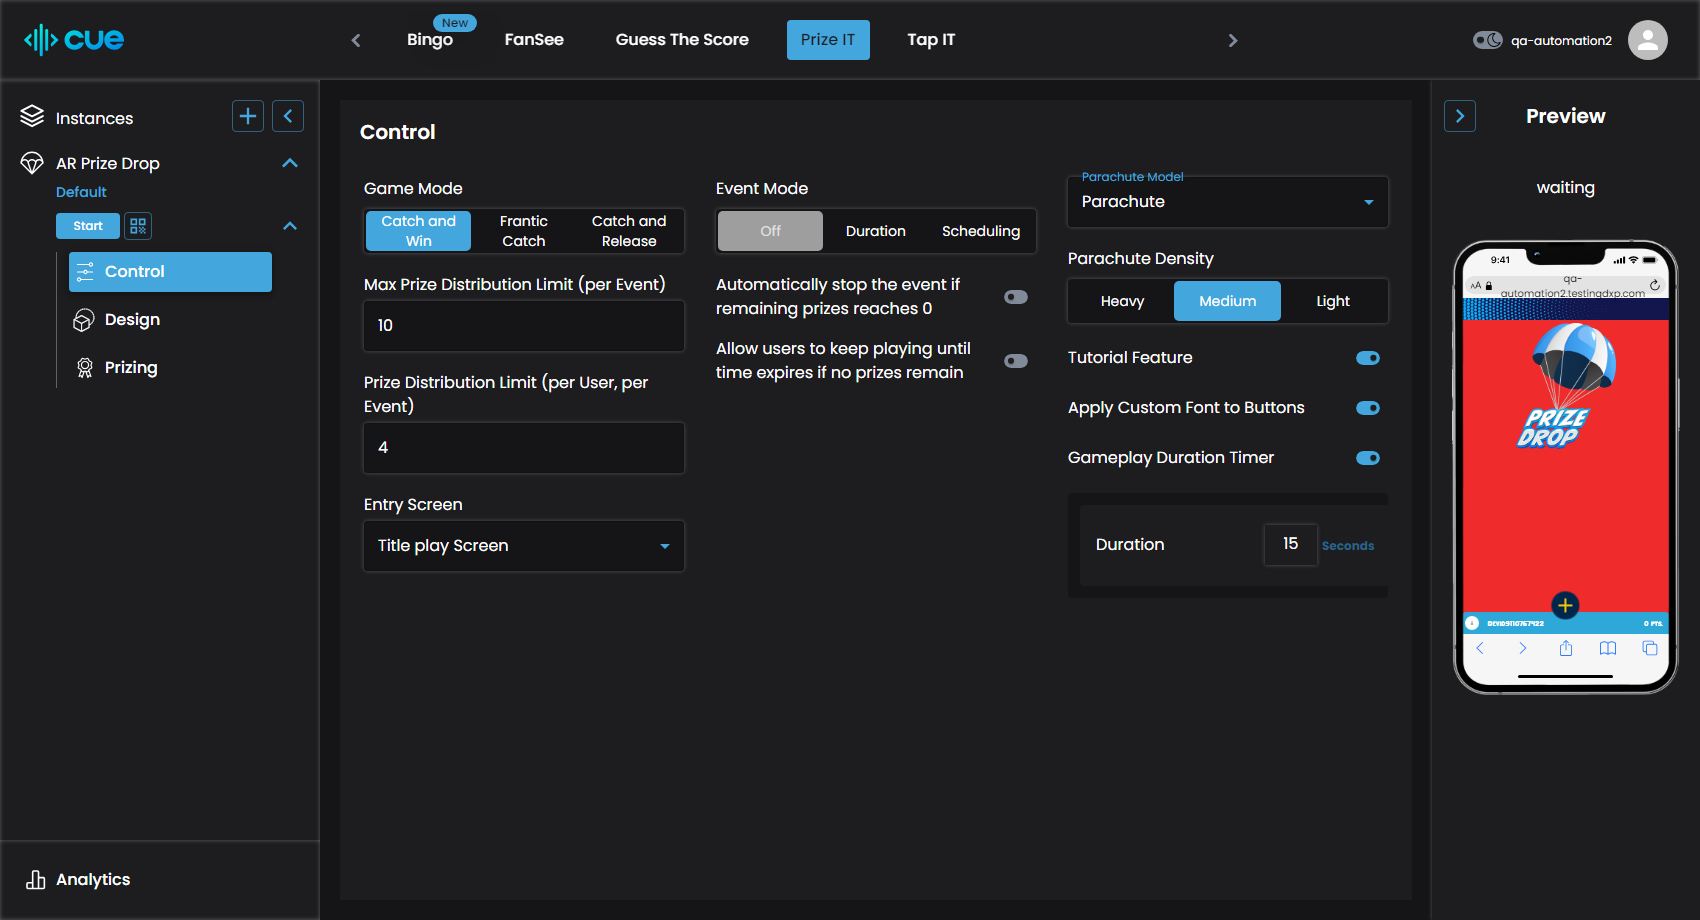 cue
New
Bingo
FanSee
Guess The Score
Prize IT
Tap IT
qa-automation2
Instances
AR Prize Drop
Default
Start
Control
Design
Prizing
Analytics
Control
Game Mode
Catch and Win
Frantic Catch
Catch and Release
Max Prize Distribution Limit (per Event)
10
Prize Distribution Limit (per User, per
Event)
4
Entry Screen
Title play Screen
Event Mode
Off
Duration
Scheduling
Automatically stop the event if
remaining prizes reaches 0
Allow users to keep playing until
time expires if no prizes remain
Parachute Model
Parachute
Parachute Density
Heavy
Medium
Light
Tutorial Feature
Apply Custom Font to Buttons
Gameplay Duration Timer
Duration
15
Seconds
Preview
waiting
9:41
AA
qa-
automation2.testingdxp.com
PRIZE
DROP
0 PTS.